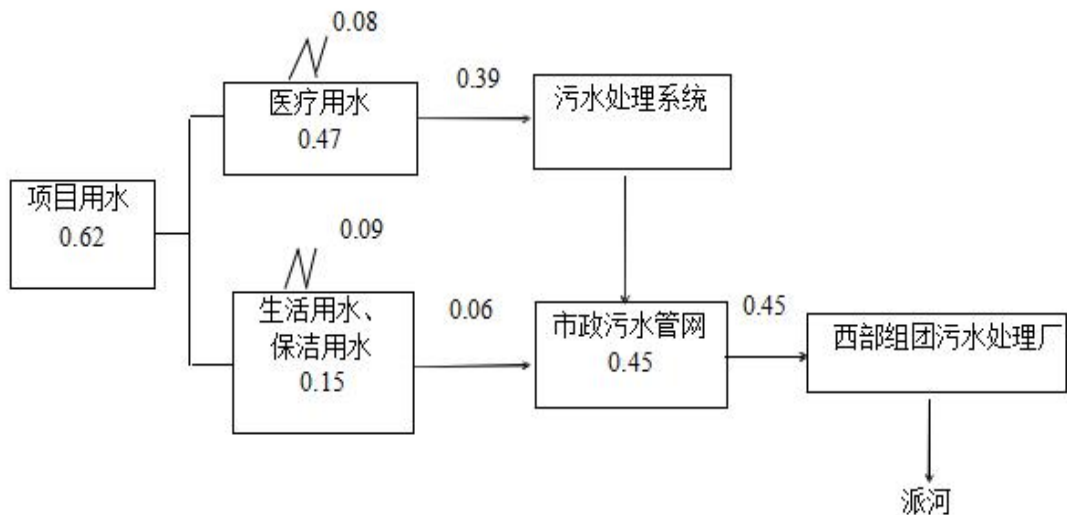 0.08
医疗用水
0.47
0.39
污水处理系统
项目用水
0.62
0.09
生活用水、
保洁用水
0.15
0.06
市政污水管网
0.45
0.45
西部组团污水处理厂
派河